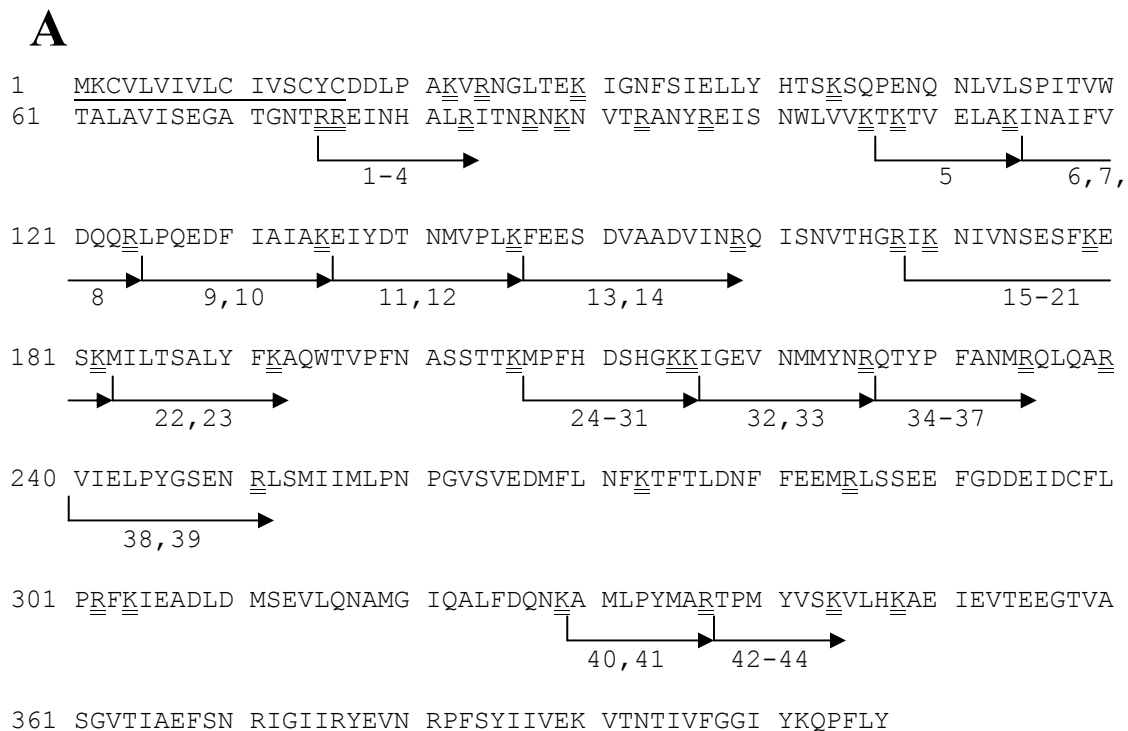 A
1 MKCVLVIVLC IVSCYCDDLP AKVRNGLTEK IGNFSIELLY HTSKSQPENQ NLVLSPITVW
61 TALAVISEGA TGNTRREINH ALRITNRNKN VTRANYREIS NWLVVKTKTV ELAKINAIFV
1-4 5 6,7,
121 DQQRLPQEDF IAIAKEIYDT NMVPLKFEES DVAADVINRQ ISNVTHGRIK NIVNSESFKE
8 9,10 11,12 13,14 15-21
181 SKMILTSALY FKAQWTVPFN ASSTTKMPFH DSHGKKIGEV NMMYNRQTYP FANMRQLQAR
22,23 24-31 32,33 34-37
240 VIELPYGSEN RLSMIIMLPN PGVSVEDMFL NFKTFTLDNF FEEMRLSSEE FGDDEIDCFL
38,39
301 PRFKIEADLD MSEVLQNAMG IQALFDQNKA MLPYMARTPM YVSKVLHKAE IEVTEEGTVA
40,41 42-44
361 SGVTIAEFSN RIGIIRYEVN RPFSYIIVEK VTNTIVFGGI YKQPFLY